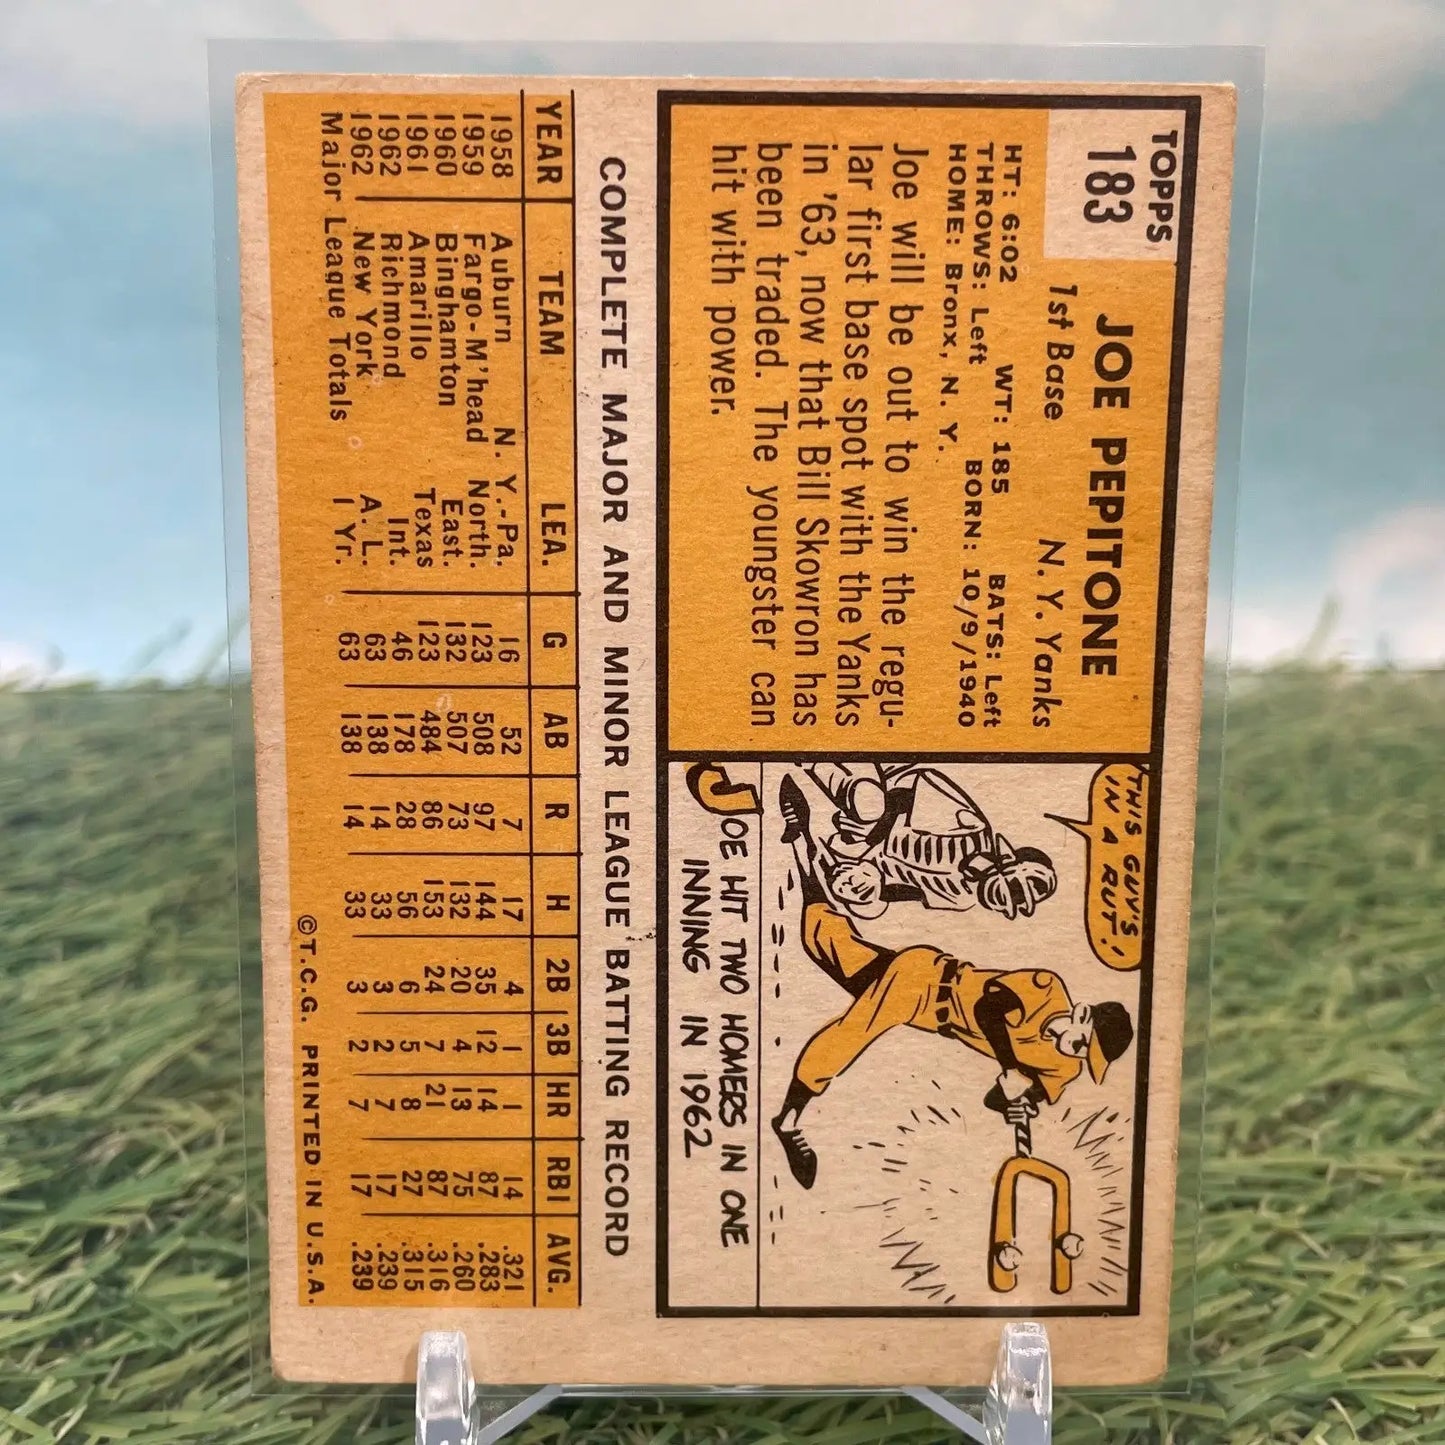 TOPPS
183
JOE PEPITONE
1st Base N. Y. Yanks
HT: 6:02 WT: 185 BATS: Left
THROWS: Left BORN: 10/9/1940
HOME: Bronx, N. Y.
Joe will be out to win the regu-
lar first base spot with the Yanks
in '63, now that Bill Skowron has
been traded. The youngster can
hit with power.
THIS GUY'S
IN A RUT!
JOE HIT TWO HOMERS IN ONE
INNING IN 1962
COMPLETE MAJOR AND MINOR LEAGUE BATTING RECORD
YEAR TEAM LEA. G AB R H 2B 3B HR RBI AVG.
1958 Auburn N. Y.-Pa. 16 52 7 17 4 1 1 14 .321
1959 Fargo-M'head North. 123 508 97 144 35 12 14 87 .283
1960 Binghamton East. 132 507 73 132 20 4 13 75 .260
1961 Amarillo Texas 123 484 86 153 24 7 21 87 .316
1962 Richmond Int. 46 178 28 56 6 5 8 27 .315
1962 New York A. L. 63 138 14 33 3 2 7 17 .239
Major League Totals 1 Yr. 63 138 14 33 3 2 7 17 .239
©T.C.G. PRINTED IN U.S.A.